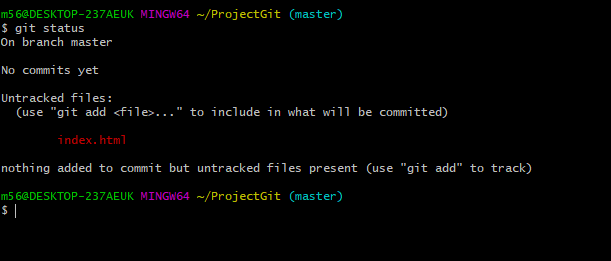 m56@DESKTOP-237AEUK MINGW64 ~/ProjectGit (master)
$ git status
On branch master
No commits yet
Untracked files:
(use "git add <file>..." to include in what will be committed)
index.html
nothing added to commit but untracked files present (use "git add" to track)
m56@DESKTOP-237AEUK MINGW64 ~/ProjectGit (master)
$